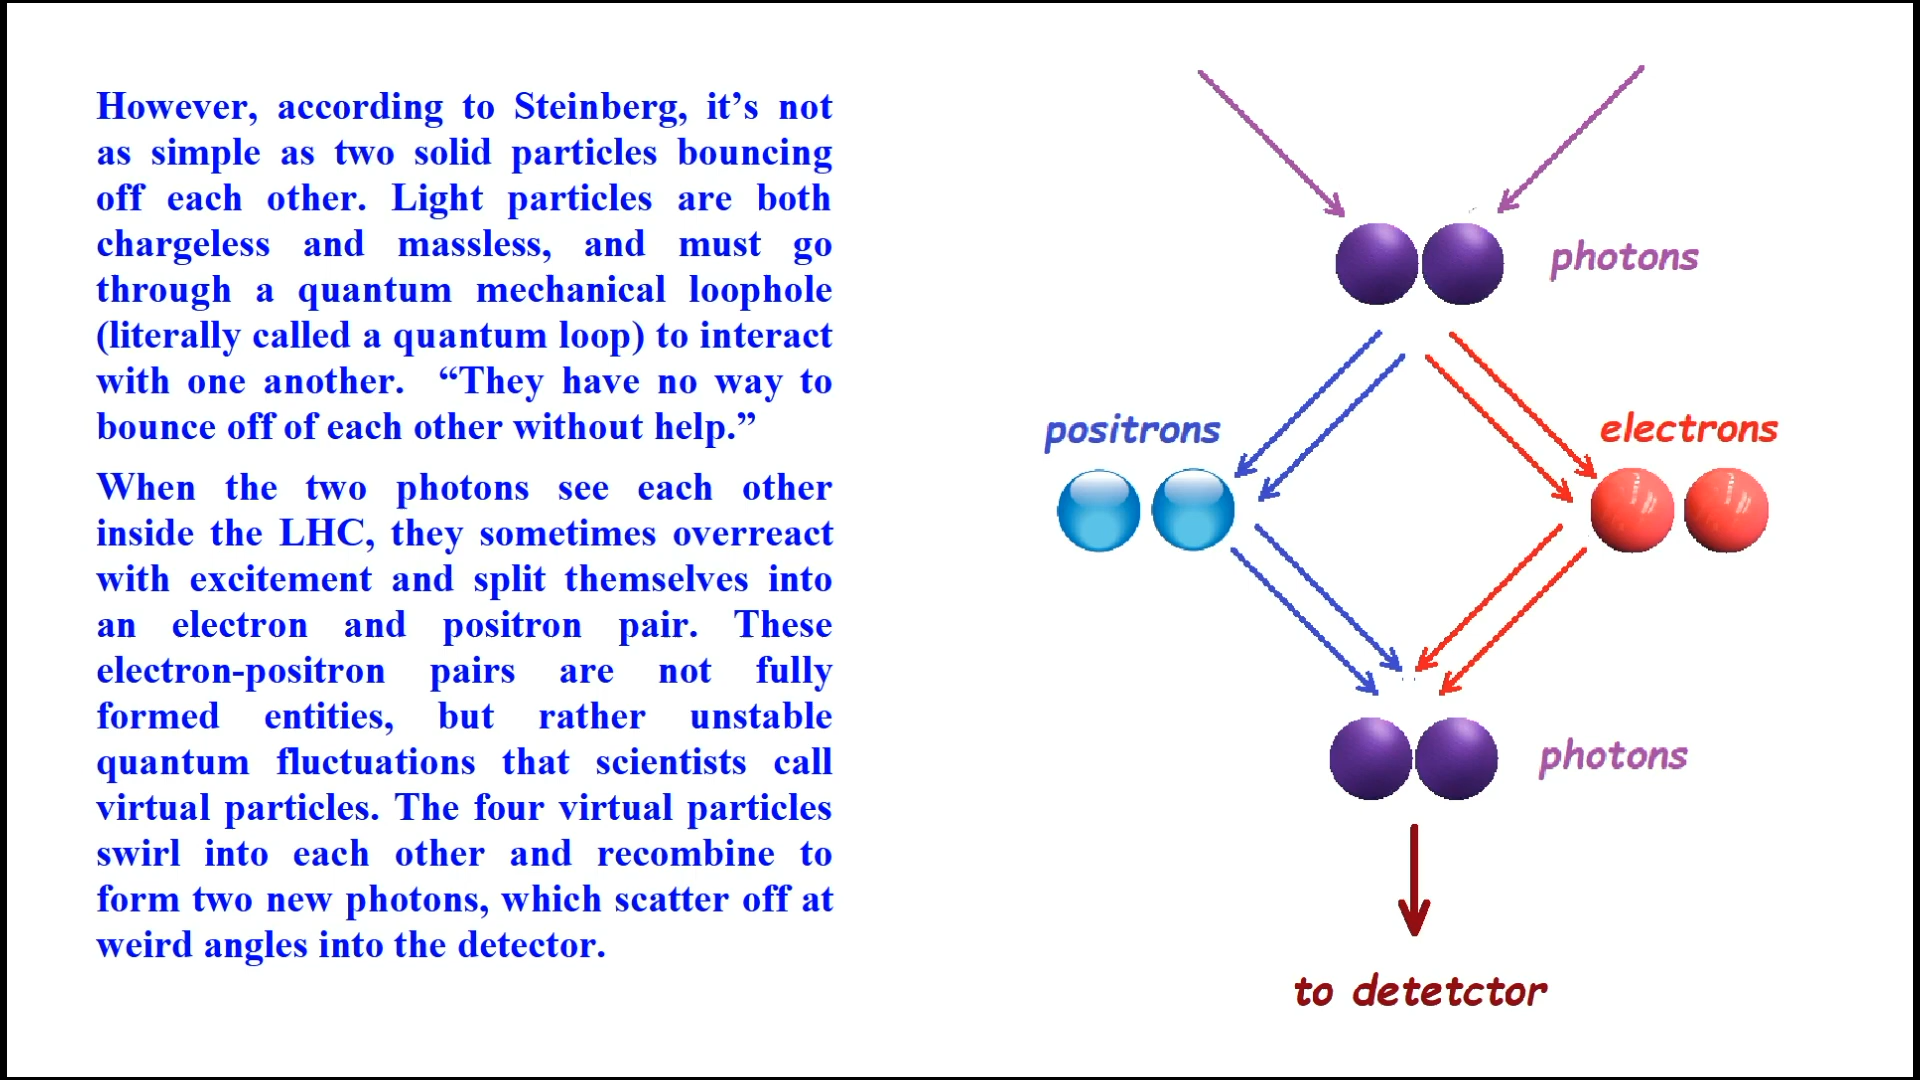 However, according to Steinberg, it’s not
as simple as two solid particles bouncing
off each other. Light particles are both
chargeless and massless, and must go
through a quantum mechanical loophole
(literally called a quantum loop) to interact
with one another. “They have no way to
bounce off of each other without help.”
When the two photons see each other
inside the LHC, they sometimes overreact
with excitement and split themselves into
an electron and positron pair. These
electron-positron pairs are not fully
formed entities, but rather unstable
quantum fluctuations that scientists call
virtual particles. The four virtual particles
swirl into each other and recombine to
form two new photons, which scatter off at
weird angles into the detector.
photons
positrons
electrons
photons
to detetctor